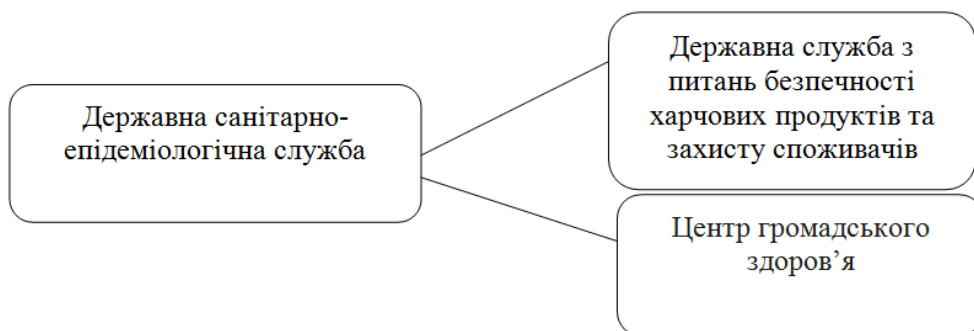 Державна санітарно-
епідеміологічна служба
Державна служба з
питань безпечності
харчових продуктів та
захисту споживачів
Центр громадського
здоров’я